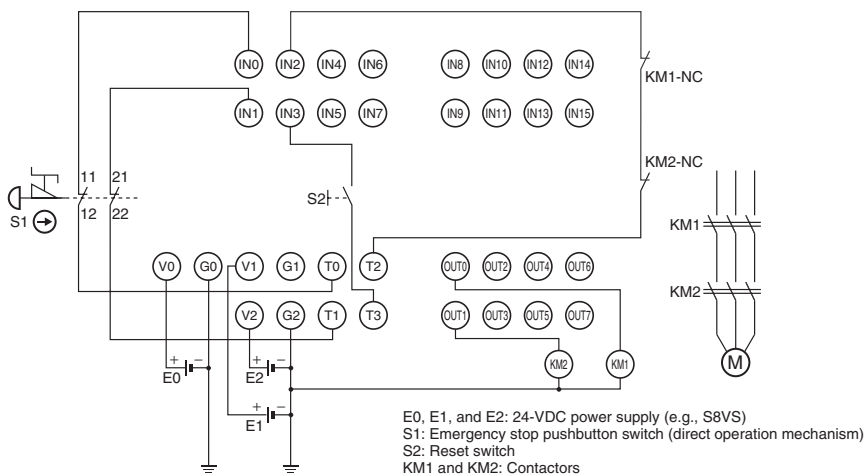 IN0 IN2 IN4 IN6 IN8 IN10 IN12 IN14
KM1-NC
IN1 IN3 IN5 IN7 IN9 IN11 IN13 IN15
KM2-NC
11 21
S2
S1 12 22
KM1
V0 G0 V1 G1 T0 T2 OUT0 OUT2 OUT4 OUT6
KM2
V2 G2 T1 T3 OUT1 OUT3 OUT5 OUT7
+ − + − KM2 KM1 M
E0 E2
+ −
E1
E0, E1, and E2: 24-VDC power supply (e.g., S8VS)
S1: Emergency stop pushbutton switch (direct operation mechanism)
S2: Reset switch
KM1 and KM2: Contactors